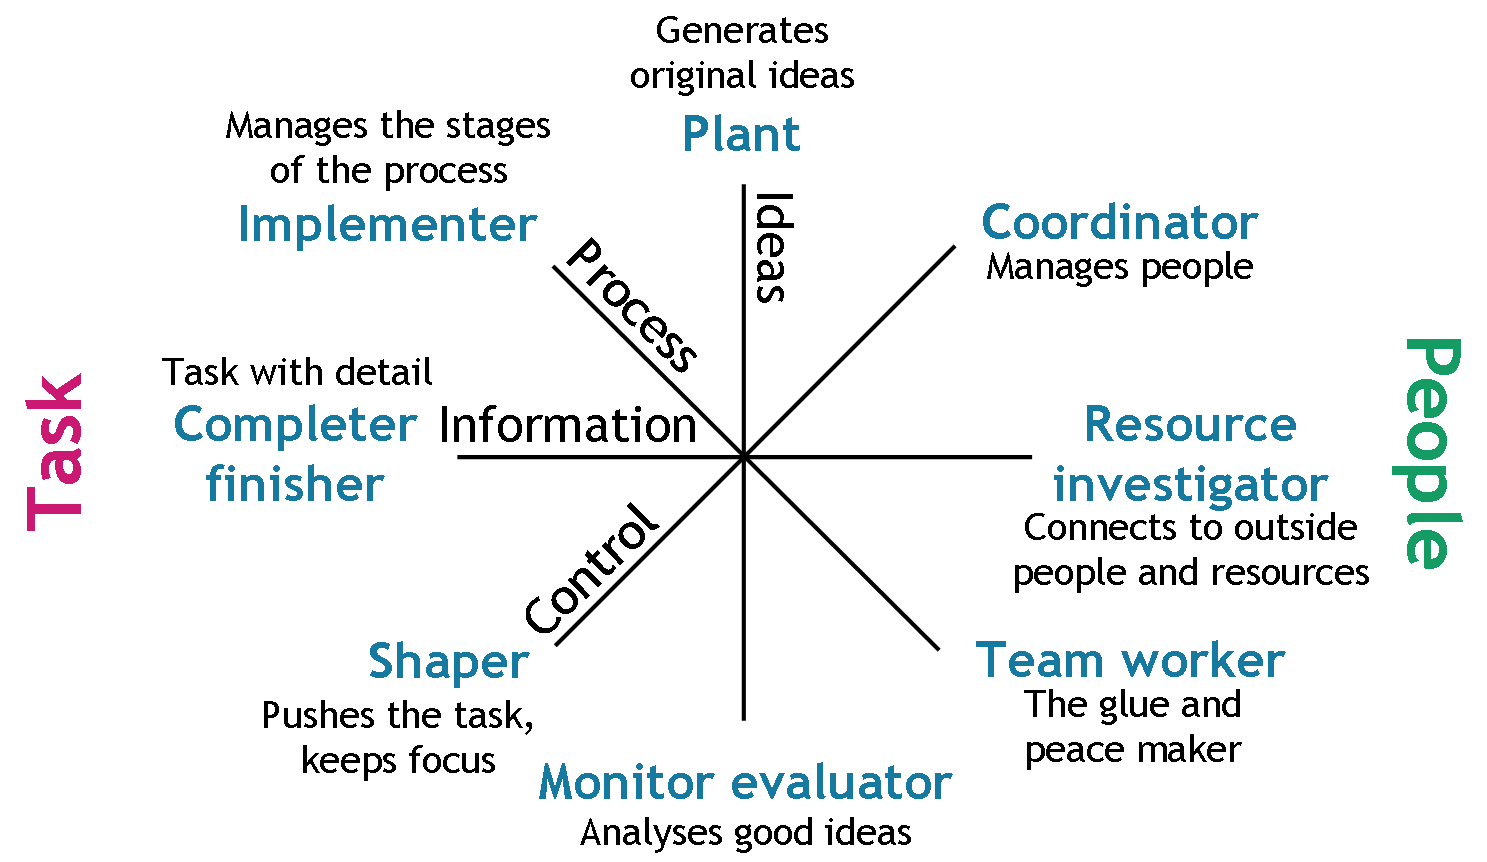 Generates
original ideas
Plant
Manages the stages
of the process
Implementer
Ideas
Coordinator
Manages people
Process
Task
Task with detail
Completer
finisher
Information
Resource
investigator
Connects to outside
people and resources
People
Control
Shaper
Pushes the task,
keeps focus
Team worker
The glue and
peace maker
Monitor evaluator
Analyses good ideas